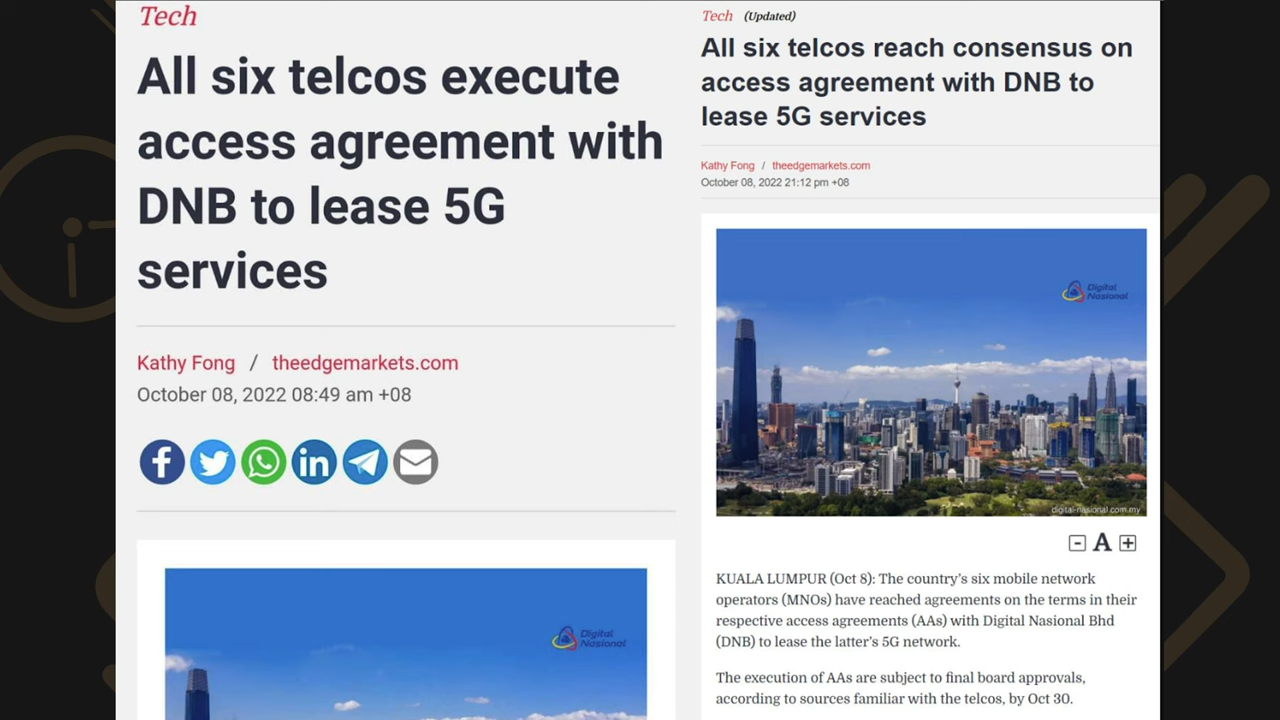 Tech
All six telcos execute
access agreement with
DNB to lease 5G
services
Kathy Fong / theedgemarkets.com
October 08, 2022 08:49 am +08
Digital
Nasional
Tech (Updated)
All six telcos reach consensus on
access agreement with DNB to
lease 5G services
Kathy Fong / theedgemarkets.com
October 08, 2022 21:12 pm +08
Digital
Nasional
digital-nasional.com.my
- A +
KUALA LUMPUR (Oct 8): The country’s six mobile network
operators (MNOs) have reached agreements on the terms in their
respective access agreements (AAs) with Digital Nasional Bhd
(DNB) to lease the latter’s 5G network.
The execution of AAs are subject to final board approvals,
according to sources familiar with the telcos, by Oct 30.